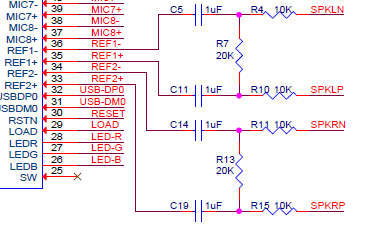 MIC7-
39 MIC7+ C5 1uF R4 10K SPKLN
MIC7+
38 MIC8-
MIC8-
37 MIC8+
MIC8+
36 REF1- R7
REF1-
20K
35 REF1+
REF1+
34 REF2-
REF2-
33 REF2+
REF2+
32 USB-DP0 C11 1uF R10 10K SPKLP
USBDP0
31 USB-DM0
USBDM0
30 RESET
RSTN
29 LOAD C14 1uF R11 10K SPKRN
LOAD
28 LED-R
LEDR
27 LED-G
LEDG
26 LED-B R13
LEDB
20K
25
SW
C19 1uF R15 10K SPKRP